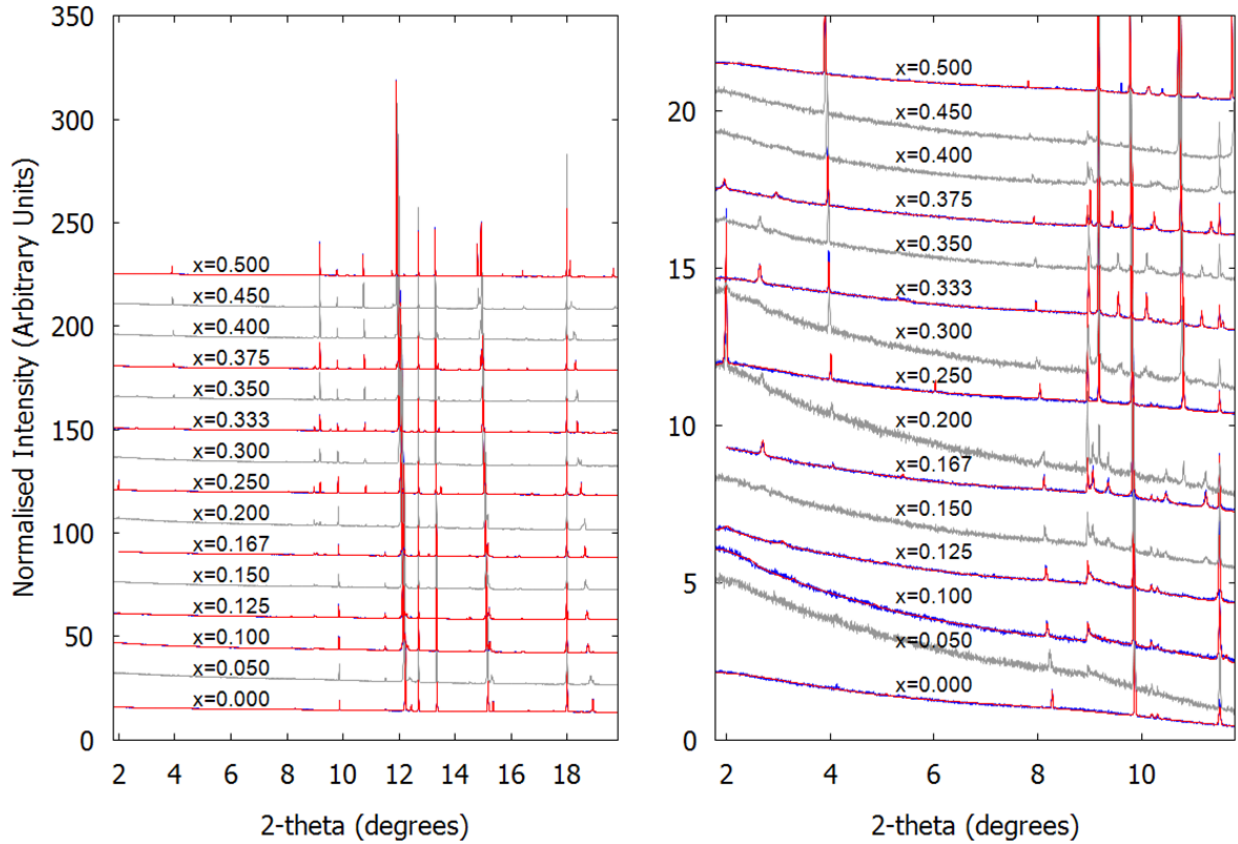 Normalised Intensity (Arbitrary Units)
350
300
250
200
150
100
50
0
x=0.500
x=0.450
x=0.400
x=0.375
x=0.350
x=0.333
x=0.300
x=0.250
x=0.200
x=0.167
x=0.150
x=0.125
x=0.100
x=0.050
x=0.000
2 4 6 8 10 12 14 16 18
2-theta (degrees)
20
15
10
5
0
x=0.500
x=0.450
x=0.400
x=0.375
x=0.350
x=0.333
x=0.300
x=0.250
x=0.200
x=0.167
x=0.150
x=0.125
x=0.100
x=0.050
x=0.000
2 4 6 8 10
2-theta (degrees)